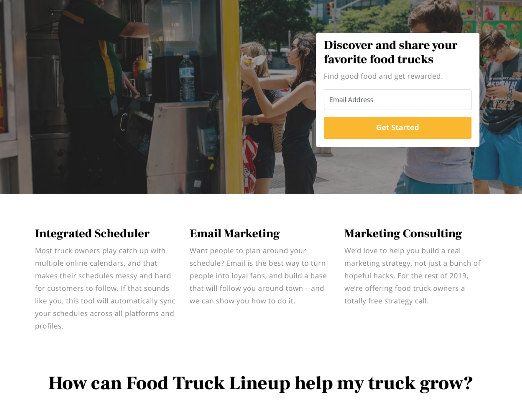 Discover and share your
favorite food trucks
Find good food and get rewarded.
Email Address
Get Started
Integrated Scheduler
Most truck owners play catch up with
multiple online calendars, and that
makes their schedules messy and hard
for customers to follow. If that sounds
like you, this tool will automatically sync
your schedules across all platforms and
profiles.
Email Marketing
Want people to plan around your
schedule? Email is the best way to turn
people into loyal fans, and build a base
that will follow you around town – and
we can show you how to do it.
Marketing Consulting
We'd love to help you build a real
marketing strategy, not just a bunch of
hopeful hacks. For the rest of 2019,
we're offering food truck owners a
totally free strategy call.
How can Food Truck Lineup help my truck grow?